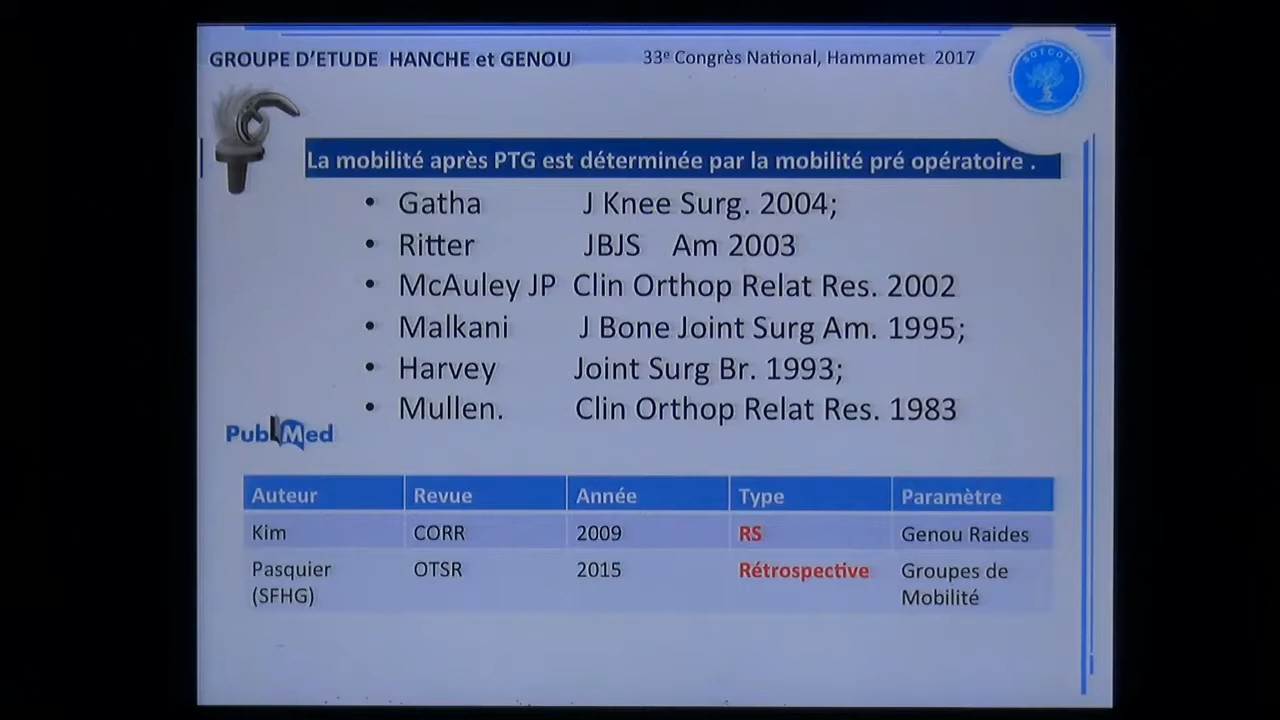 GROUPE D'ETUDE HANCHE et GENOU 33e Congrès National, Hammamet 2017
SOTCOT
La mobilité après PTG est déterminée par la mobilité pré opératoire .
• Gatha J Knee Surg. 2004;
• Ritter JBJS Am 2003
• McAuley JP Clin Orthop Relat Res. 2002
• Malkani J Bone Joint Surg Am. 1995;
• Harvey Joint Surg Br. 1993;
• Mullen. Clin Orthop Relat Res. 1983
PubMed
Auteur Revue Année Type Paramètre
Kim CORR 2009 RS Genou Raides
Pasquier (SFHG) OTSR 2015 Rétrospective Groupes de Mobilité